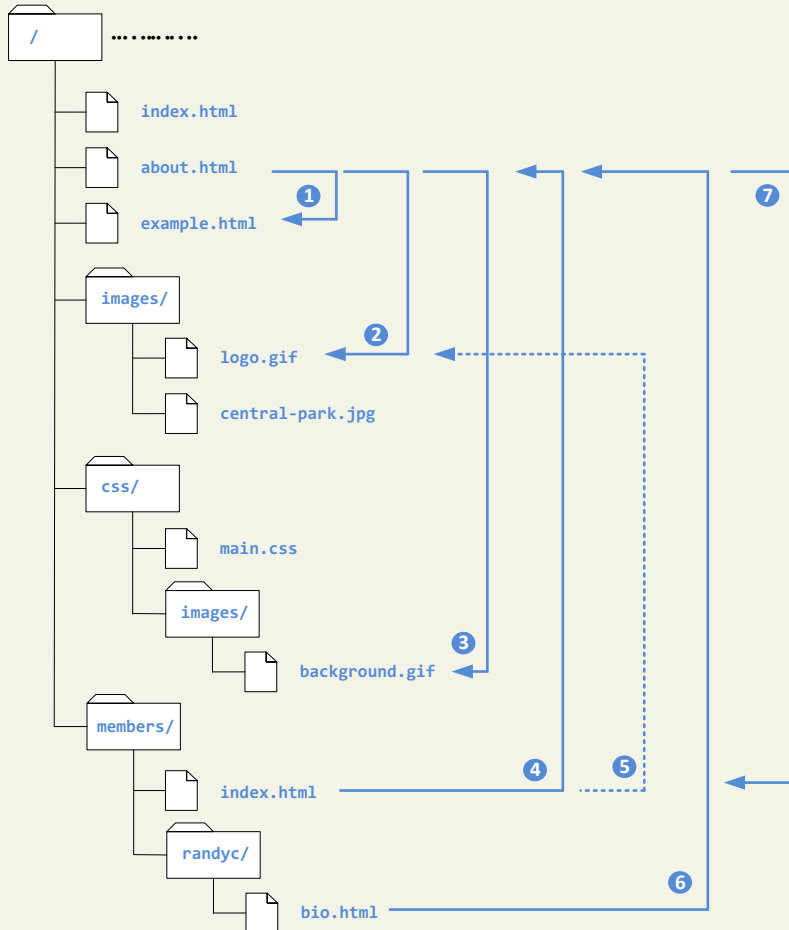 /
index.html
about.html
1
7
example.html
images/
2
logo.gif
central-park.jpg
css/
main.css
images/
3
background.gif
members/
4
5
index.html
randyc/
6
bio.html